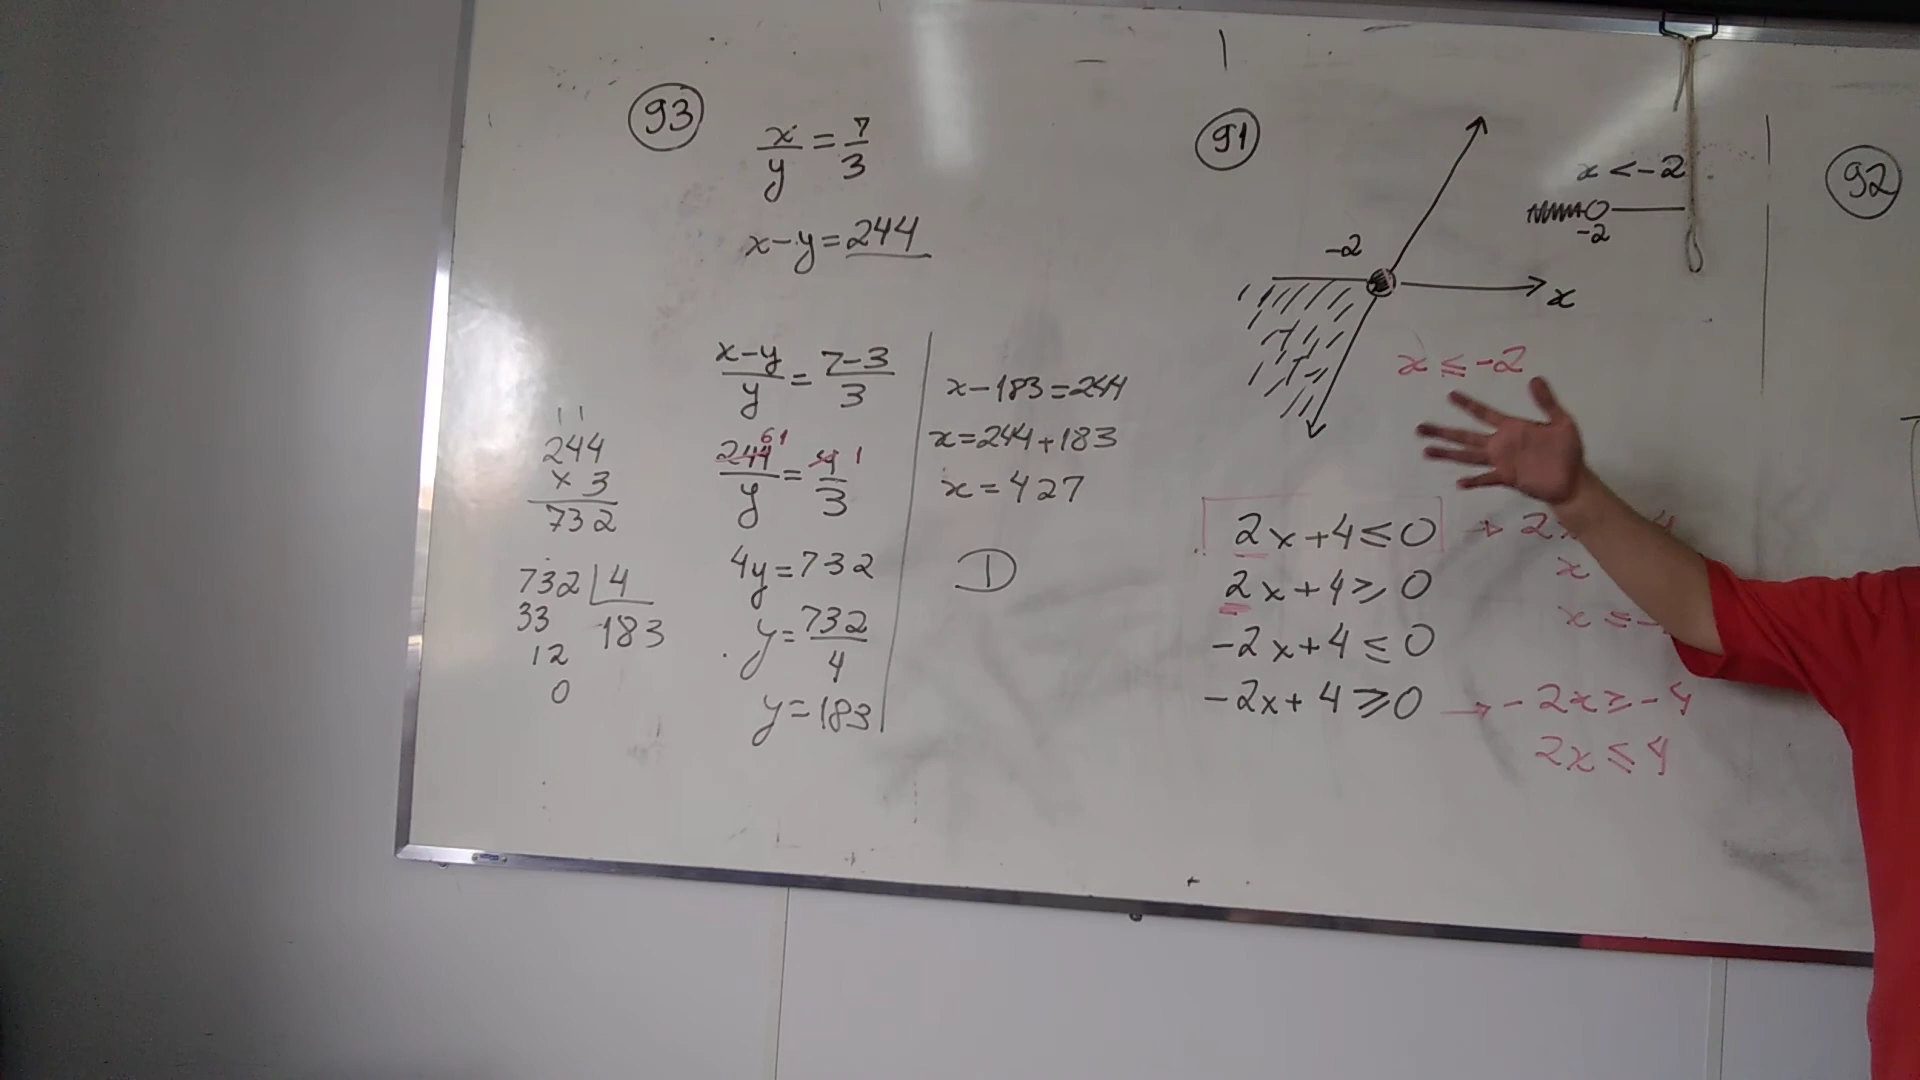 93
x/y = 7/3
x-y=244
x-y/y = 7-3/3
244/y = 4/3
61
1
4y=732
y=732/4
y=183
244
x 3
732
732 4
33 183
12
0
x-183=244
x=244+183
x=427
D
91
x<-2
-2
-2
x
x≤-2
2x+4≤0
2x+4≥0
-2x+4≤0
-2x+4≥0 → -2x≥-4
2x≤4
92